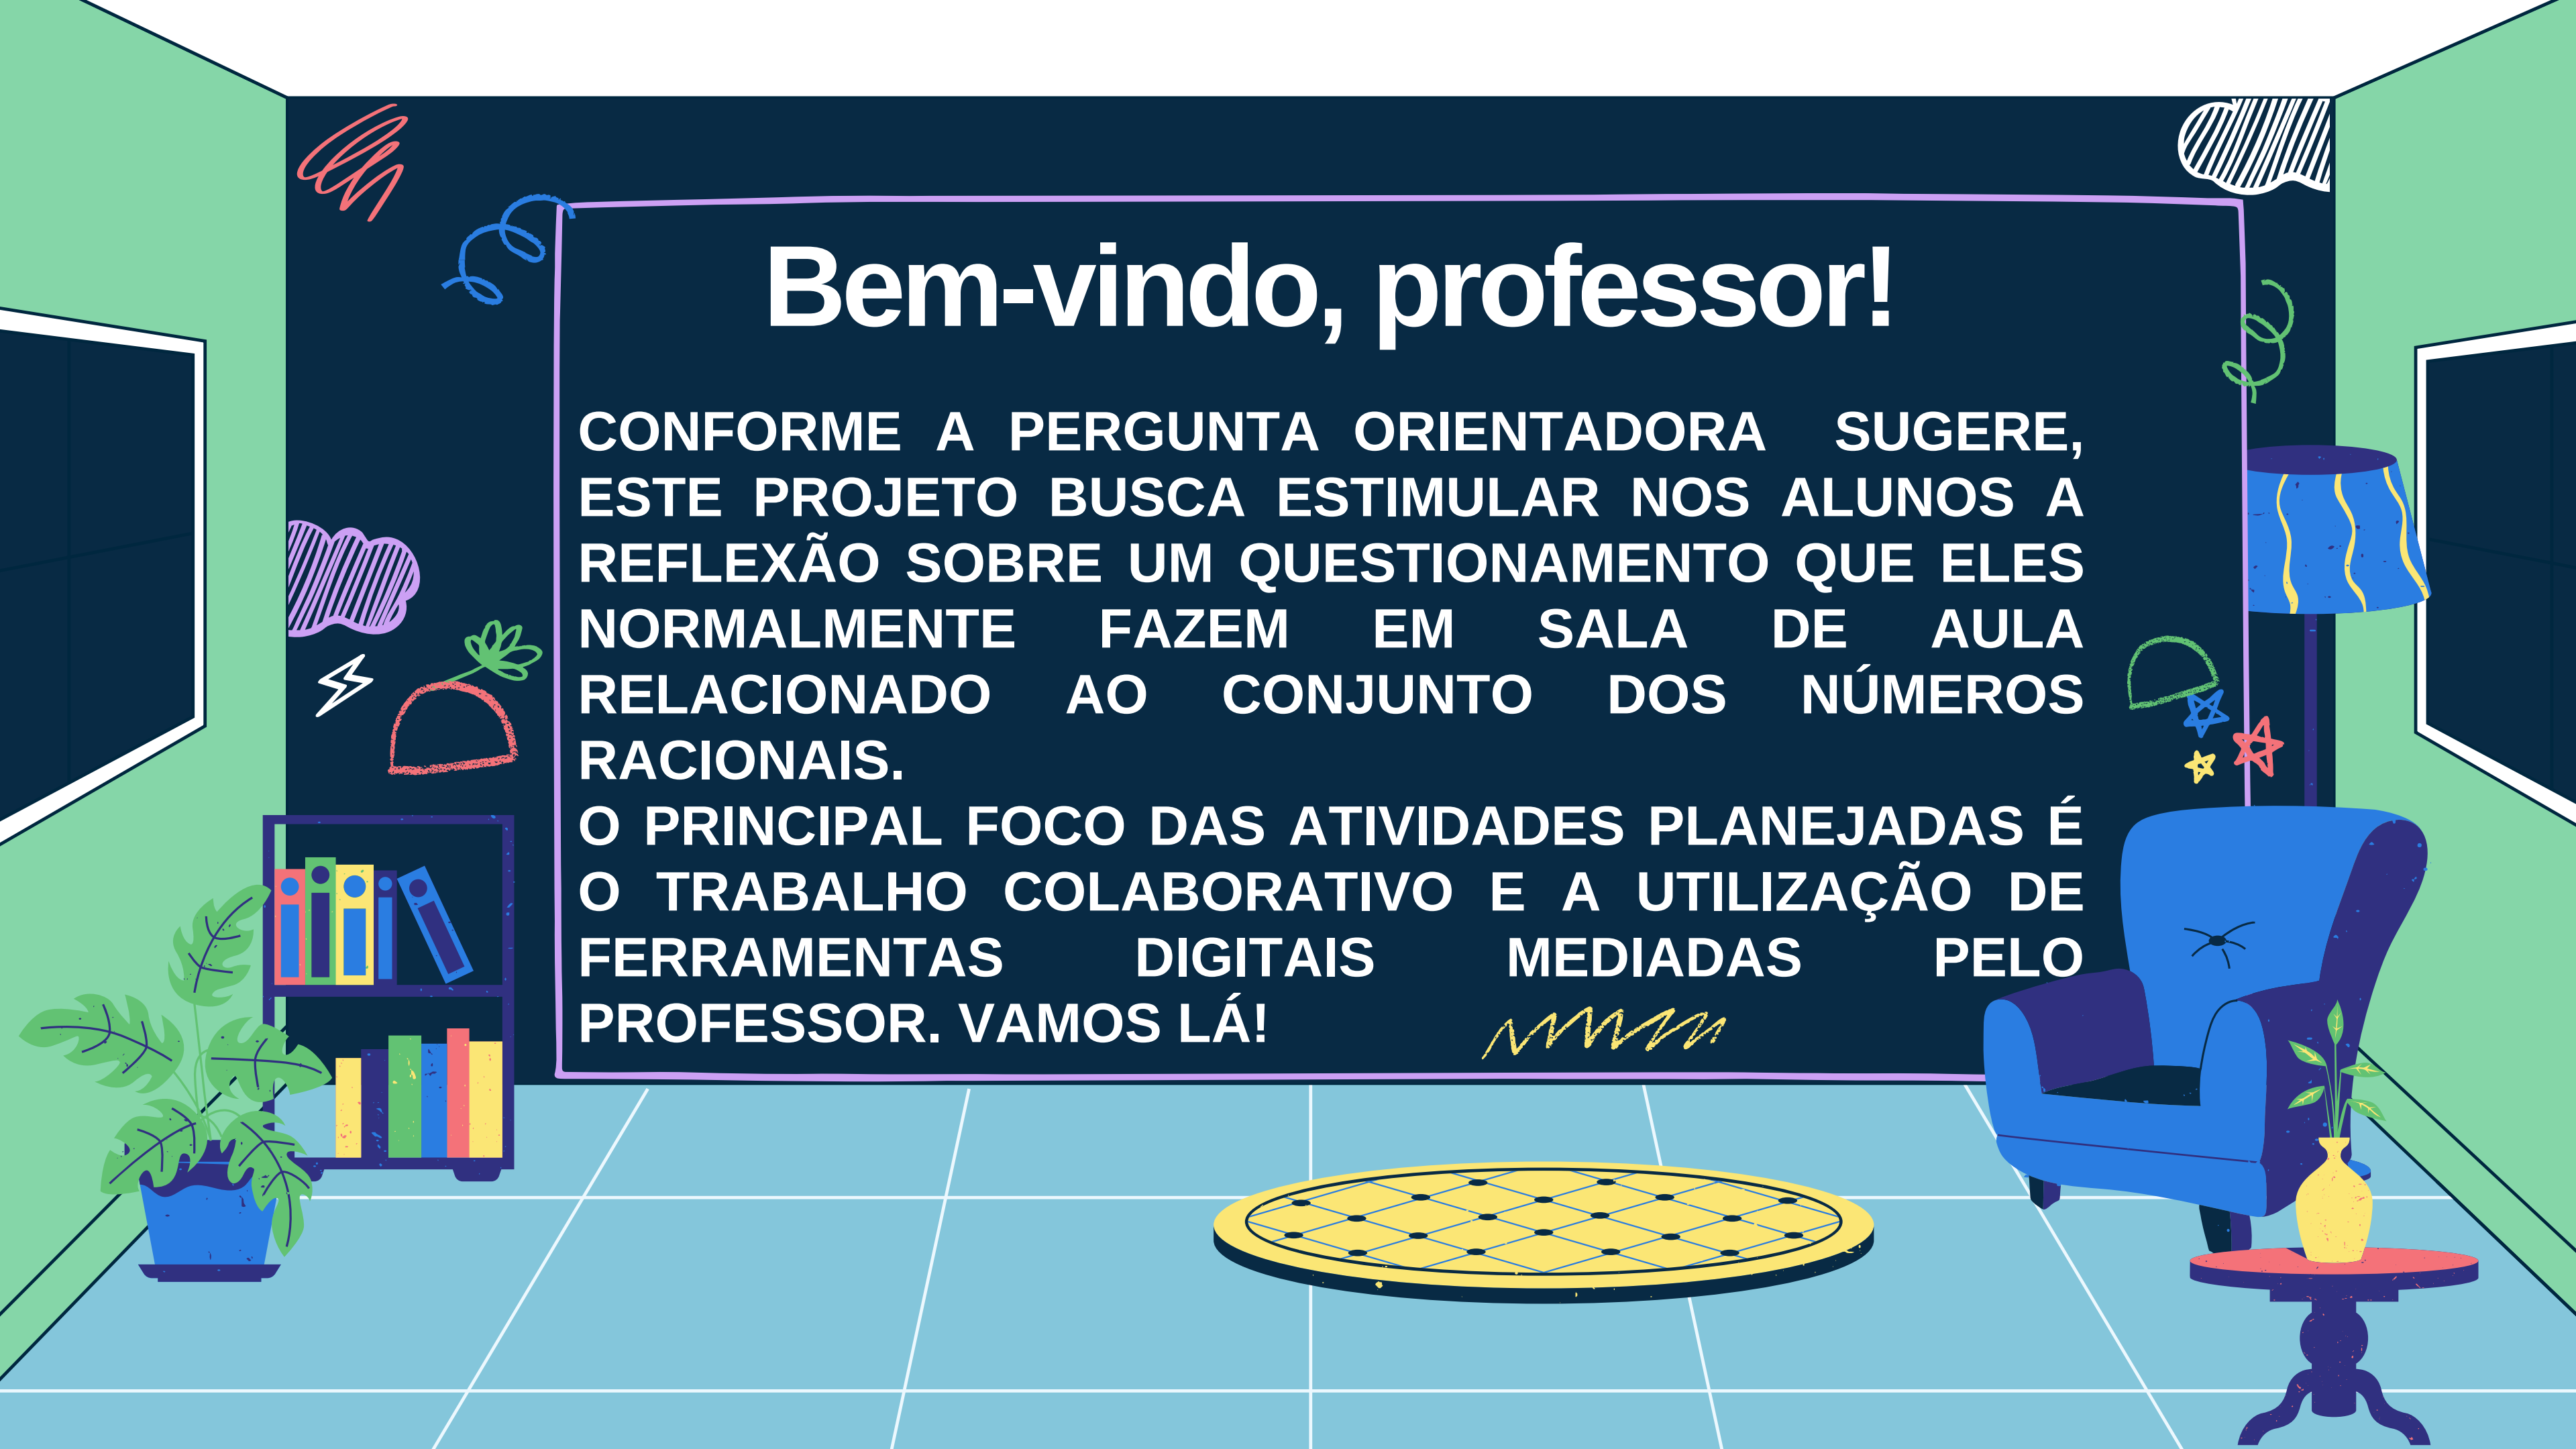 Bem-vindo, professor!
CONFORME A PERGUNTA ORIENTADORA SUGERE,
ESTE PROJETO BUSCA ESTIMULAR NOS ALUNOS A
REFLEXÃO SOBRE UM QUESTIONAMENTO QUE ELES
NORMALMENTE FAZEM EM SALA DE AULA
RELACIONADO AO CONJUNTO DOS NÚMEROS
RACIONAIS.
O PRINCIPAL FOCO DAS ATIVIDADES PLANEJADAS É
O TRABALHO COLABORATIVO E A UTILIZAÇÃO DE
FERRAMENTAS DIGITAIS MEDIADAS PELO
PROFESSOR. VAMOS LÁ!